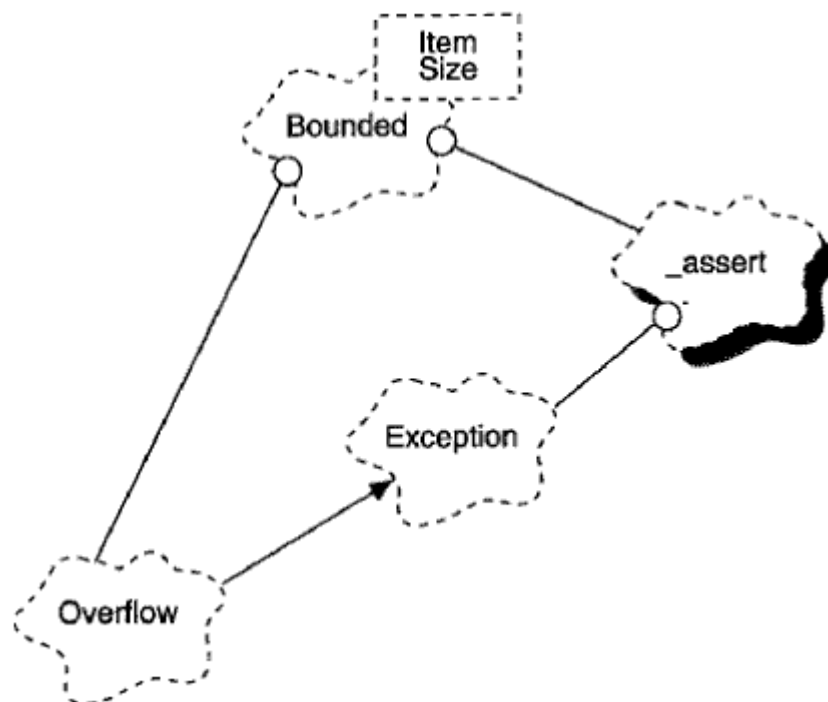 Item
Size
Bounded
_assert
Exception
Overflow